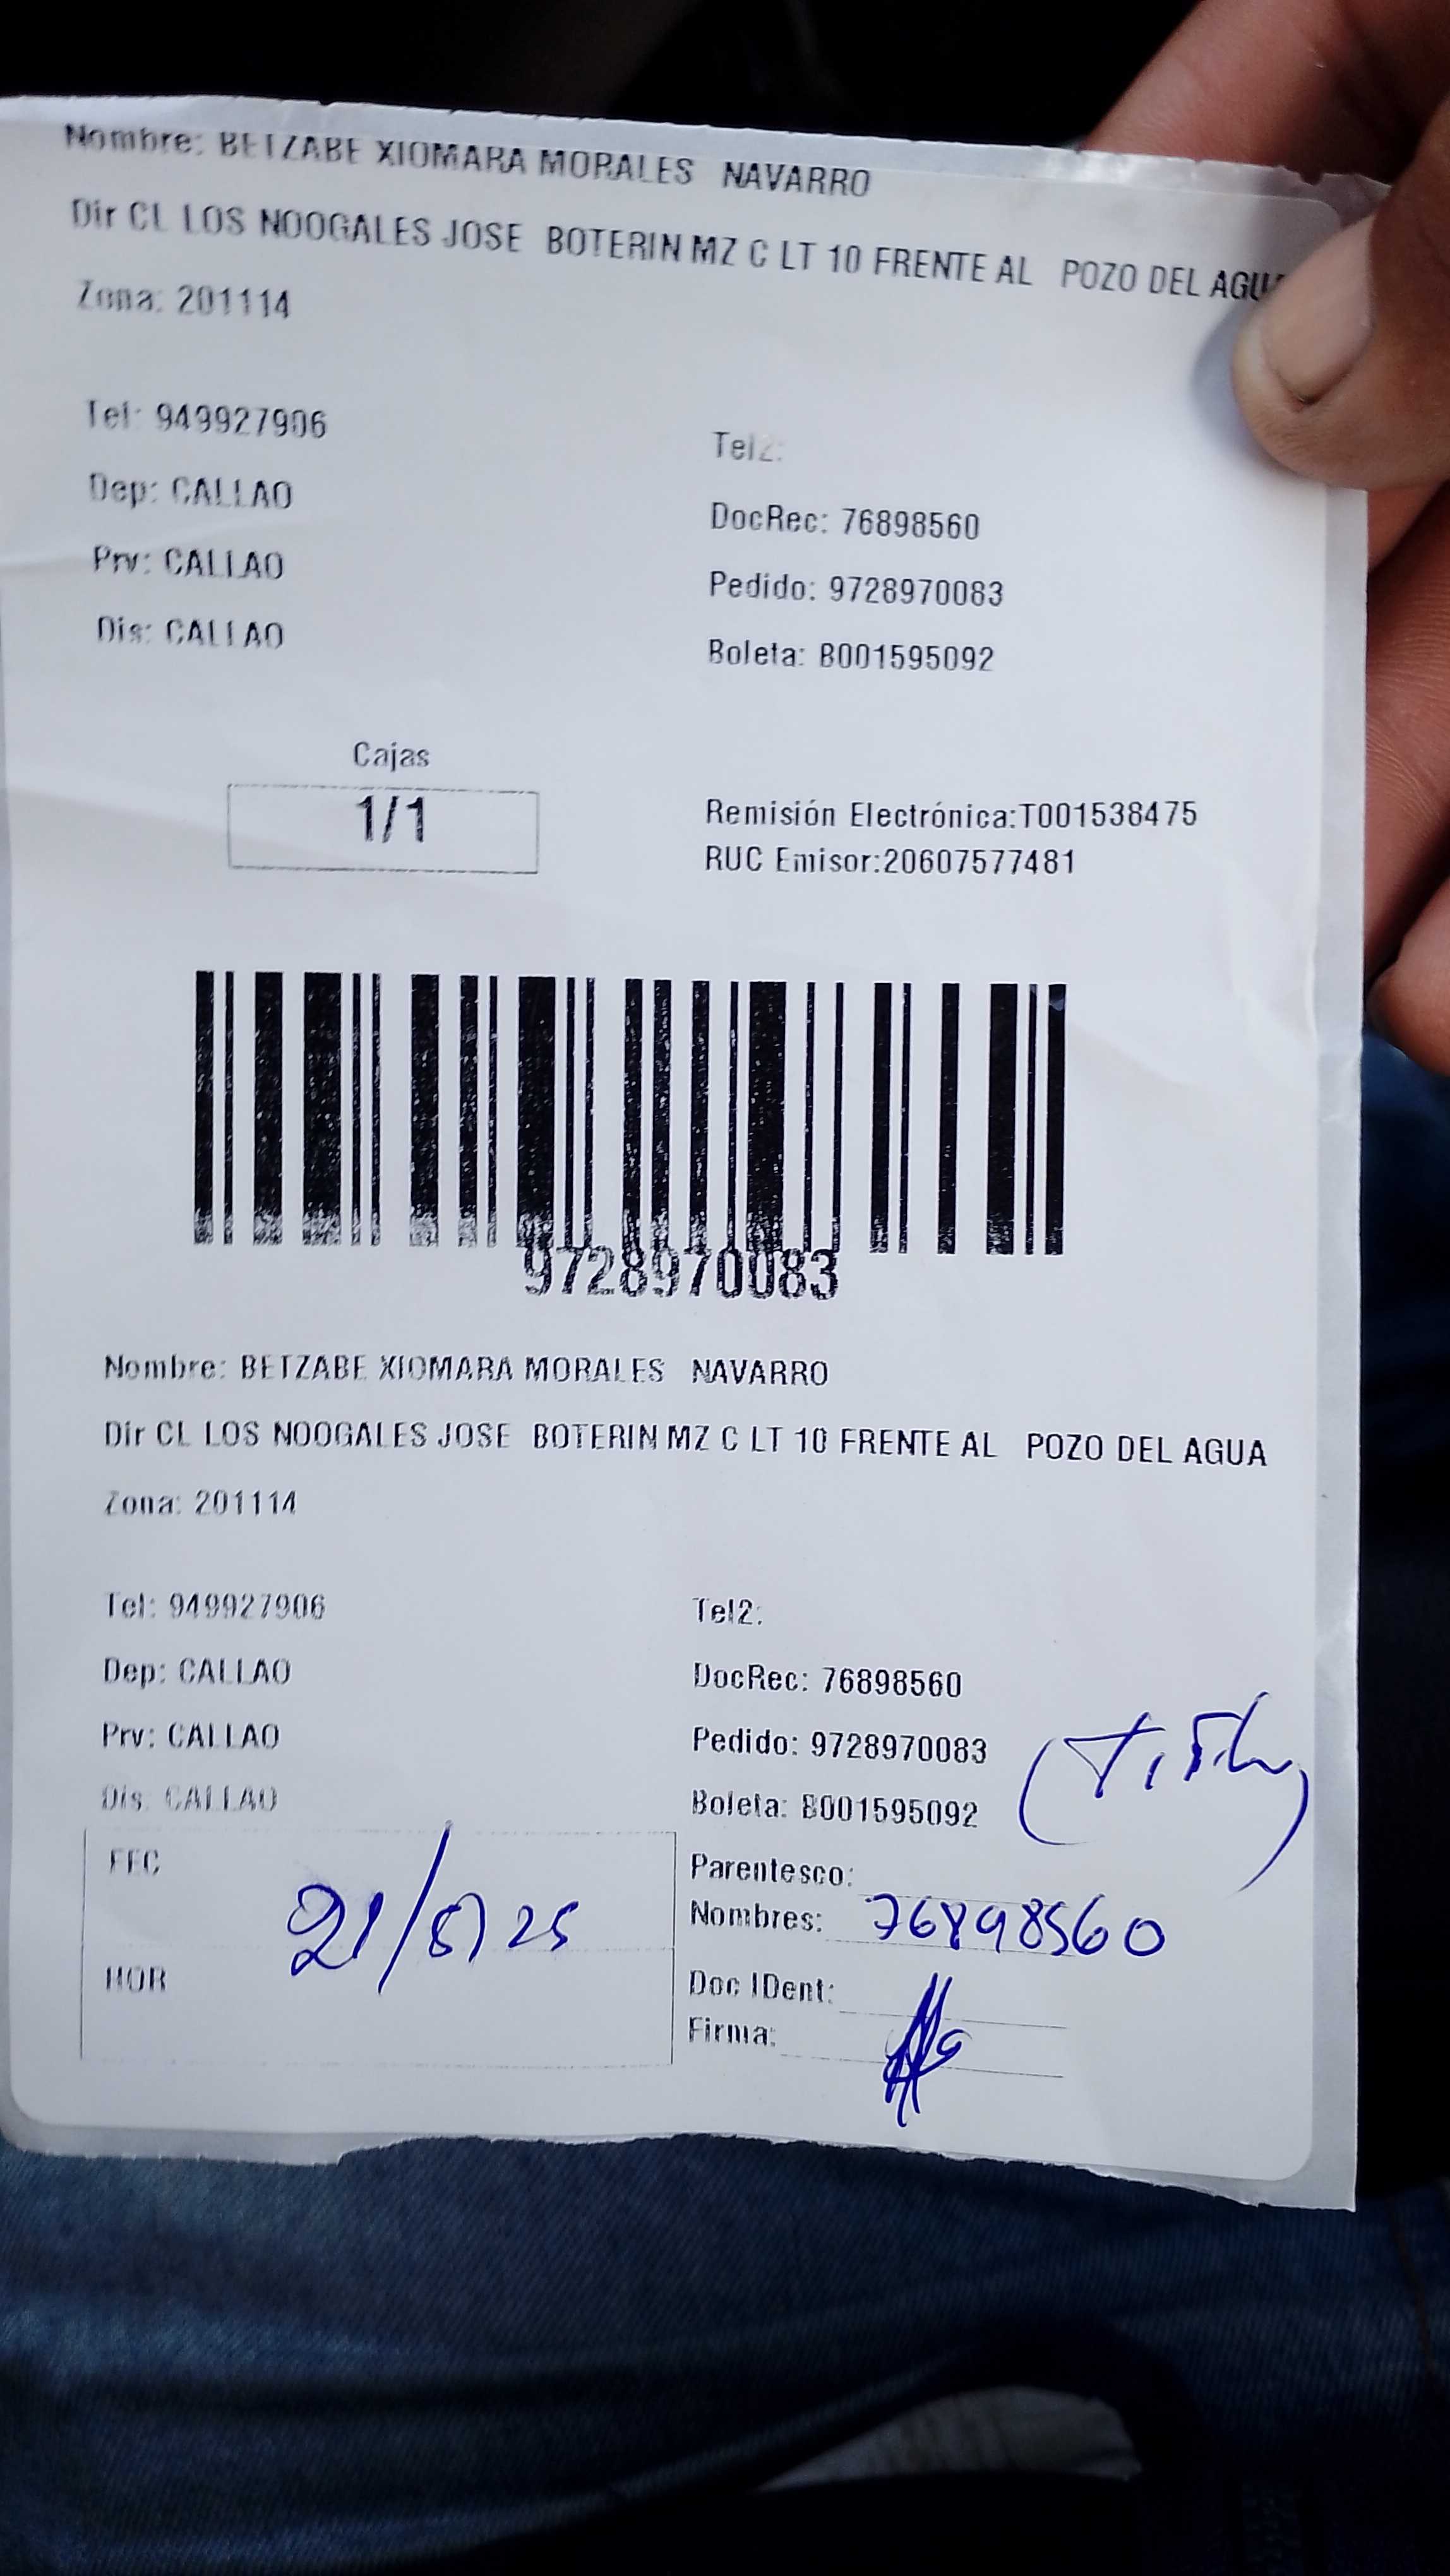 Nombre: BETZABE XIOMARA MORALES NAVARRO
Dir CL LOS NOOGALES JOSE BOTERIN MZ C LT 10 FRENTE AL POZO DEL AGUA
Zona: 201114
Tel: 949927906
Tel2:
Dep: CALLAO
DocRec: 76898560
Prv: CALLAO
Pedido: 9728970083
Dis: CALLAO
Boleta: B001595092
Cajas
1/1
Remisión Electrónica:T001538475
RUC Emisor:20607577481
9728970083
Nombre: BETZABE XIOMARA MORALES NAVARRO
Dir CL LOS NOOGALES JOSE BOTERIN MZ C LT 10 FRENTE AL POZO DEL AGUA
Zona: 201114
Tel: 949927906
Tel2:
Dep: CALLAO
DocRec: 76898560
Prv: CALLAO
Pedido: 9728970083
Dis: CALLAO
Boleta: B001595092
FEC
21/5/25
Parentesco:
Nombres: 76898560
HOR
Doc IDent:
Firma: